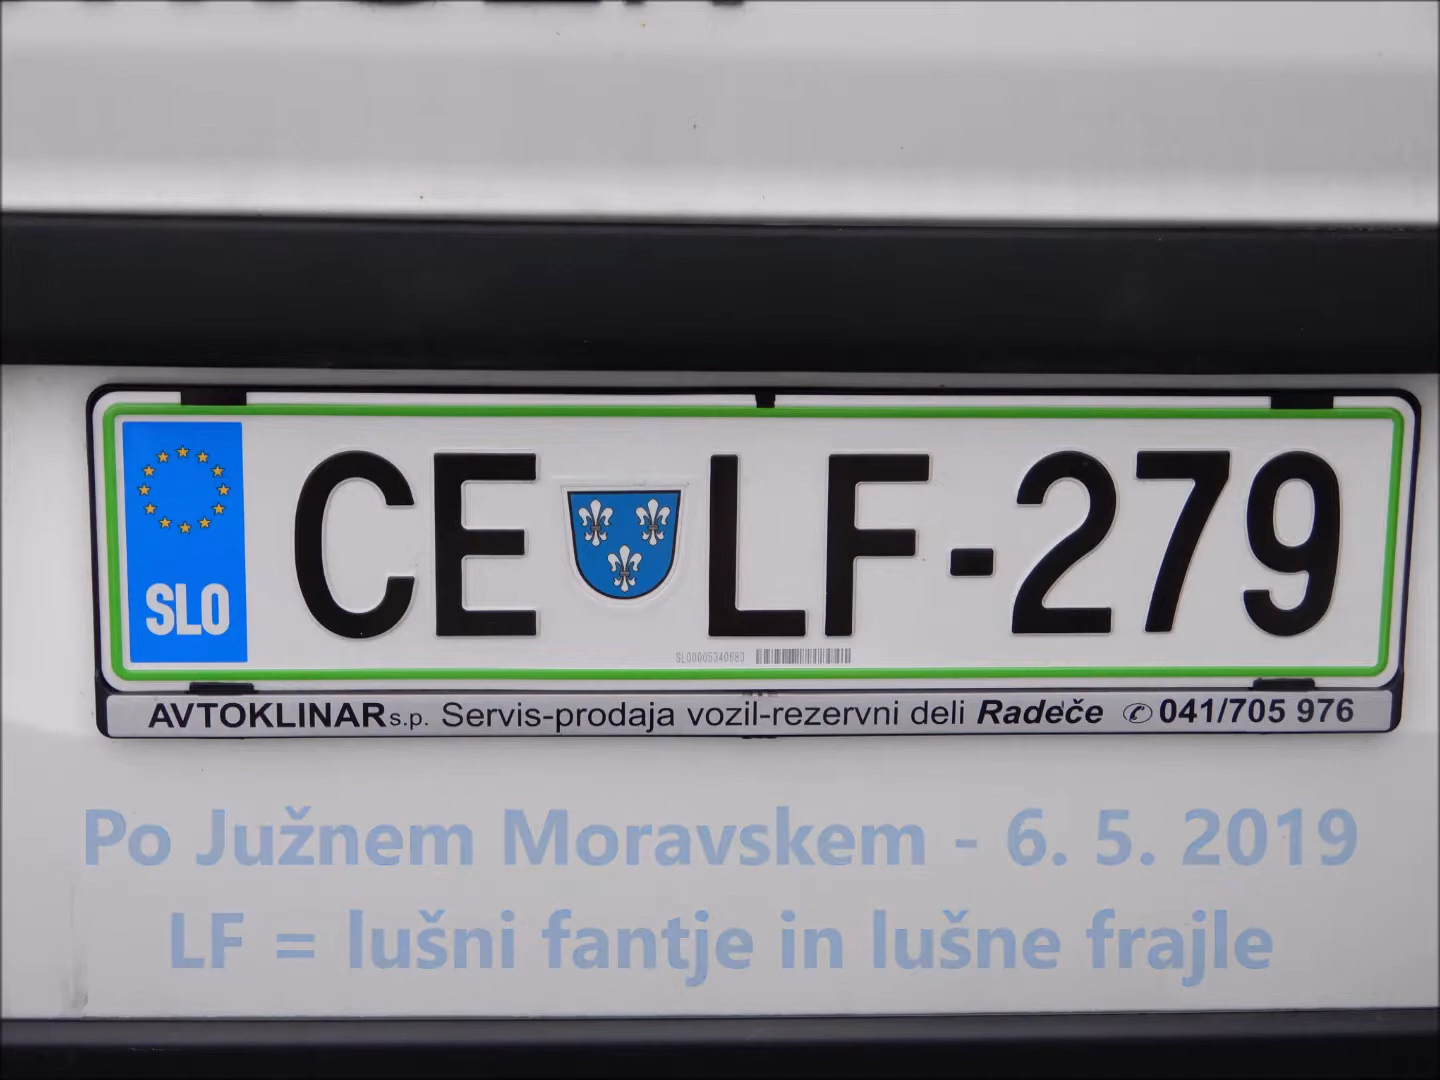 SLO
CE LF-279
SL00005340683
AVTOKLINAR s.p. Servis-prodaja vozil-rezervni deli Radeče ✆ 041/705 976
Po Južnem Moravskem - 6. 5. 2019
LF = lušni fantje in lušne frajle